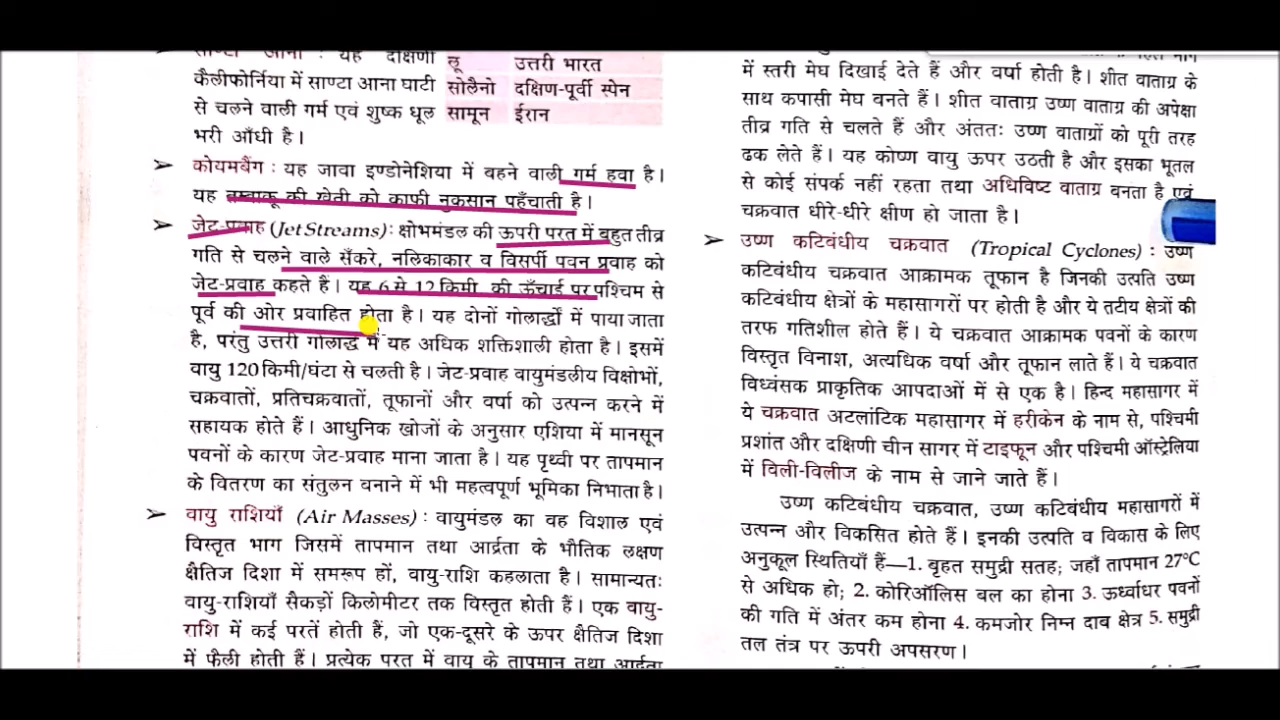 साण्टा आना : यह दक्षिणी
कैलीफोर्निया में साण्टा आना घाटी
से चलने वाली गर्म एवं शुष्क धूल
भरी आँधी है।
लू उत्तरी भारत
सोलैनो दक्षिण-पूर्वी स्पेन
सामून ईरान
➢ कोयमबैंग: यह जावा इण्डोनेशिया में बहने वाली गर्म हवा है।
यह तम्बाकू की खेती को काफी नुकसान पहुँचाती है।
➢ जेट-प्रवाह (Jet Streams): क्षोभमंडल की ऊपरी परत में बहुत तीव्र
गति से चलने वाले सँकरे, नलिकाकार व विसर्पी पवन प्रवाह को
जेट-प्रवाह कहते हैं। यह 6 से 12 किमी. की ऊँचाई पर पश्चिम से
पूर्व की ओर प्रवाहित होता है। यह दोनों गोलार्द्धों में पाया जाता
है, परंतु उत्तरी गोलार्द्ध में यह अधिक शक्तिशाली होता है। इसमें
वायु 120 किमी/घंटा से चलती है। जेट-प्रवाह वायुमंडलीय विक्षोभों,
चक्रवातों, प्रतिचक्रवातों, तूफानों और वर्षा को उत्पन्न करने में
सहायक होते हैं। आधुनिक खोजों के अनुसार एशिया में मानसून
पवनों के कारण जेट-प्रवाह माना जाता है। यह पृथ्वी पर तापमान
के वितरण का संतुलन बनाने में भी महत्वपूर्ण भूमिका निभाता है।
➢ वायु राशियाँ (Air Masses) : वायुमंडल का वह विशाल एवं
विस्तृत भाग जिसमें तापमान तथा आर्द्रता के भौतिक लक्षण
क्षैतिज दिशा में समरूप हों, वायु-राशि कहलाता है। सामान्यतः
वायु-राशियाँ सैकड़ों किलोमीटर तक विस्तृत होती हैं। एक वायु-
राशि में कई परतें होती हैं, जो एक-दूसरे के ऊपर क्षैतिज दिशा
में फैली होती हैं। प्रत्येक परत में वायु के तापमान तथा आर्द्रता
में स्तरी मेघ दिखाई देते हैं और वर्षा होती है। शीत वाताग्र के
साथ कपासी मेघ बनते हैं। शीत वाताग्र उष्ण वाताग्र की अपेक्षा
तीव्र गति से चलते हैं और अंततः उष्ण वाताग्रों को पूरी तरह
ढक लेते हैं। यह कोष्ण वायु ऊपर उठती है और इसका भूतल
से कोई संपर्क नहीं रहता तथा अधिविष्ट वाताग्र बनता है एवं
चक्रवात धीरे-धीरे क्षीण हो जाता है।
➢ उष्ण कटिबंधीय चक्रवात (Tropical Cyclones) : उष्ण
कटिबंधीय चक्रवात आक्रामक तूफान है जिनकी उत्पति उष्ण
कटिबंधीय क्षेत्रों के महासागरों पर होती है और ये तटीय क्षेत्रों की
तरफ गतिशील होते हैं। ये चक्रवात आक्रामक पवनों के कारण
विस्तृत विनाश, अत्यधिक वर्षा और तूफान लाते हैं। ये चक्रवात
विध्वंसक प्राकृतिक आपदाओं में से एक है। हिन्द महासागर में
ये चक्रवात अटलांटिक महासागर में हरीकेन के नाम से, पश्चिमी
प्रशांत और दक्षिणी चीन सागर में टाइफून और पश्चिमी ऑस्ट्रेलिया
में विली-विलीज के नाम से जाने जाते हैं।
उष्ण कटिबंधीय चक्रवात, उष्ण कटिबंधीय महासागरों में
उत्पन्न और विकसित होते हैं। इनकी उत्पति व विकास के लिए
अनुकूल स्थितियाँ हैं—1. बृहत समुद्री सतह; जहाँ तापमान 27°C
से अधिक हो; 2. कोरिऑलिस बल का होना 3. ऊर्ध्वाधर पवनों
की गति में अंतर कम होना 4. कमजोर निम्न दाब क्षेत्र 5. समुद्री
तल तंत्र पर ऊपरी अपसरण।